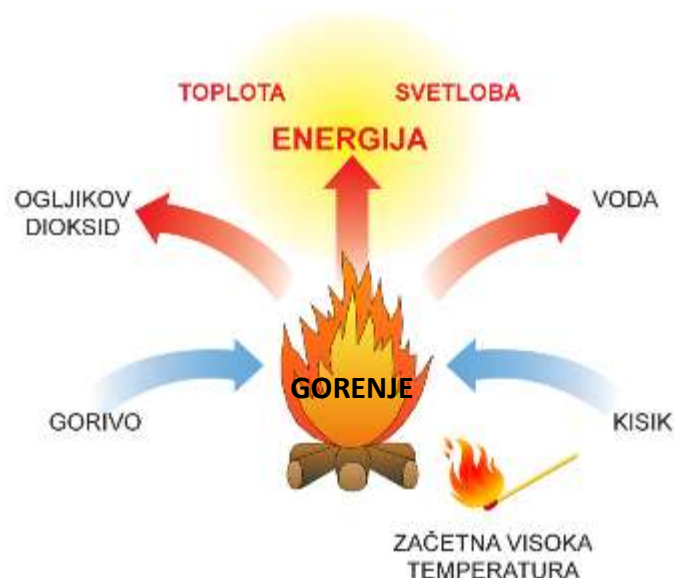 TOPLOTA
SVETLOBA
ENERGIJA
OGLJIKOV
DIOKSID
VODA
GORENJE
GORIVO
KISIK
ZAČETNA VISOKA
TEMPERATURA